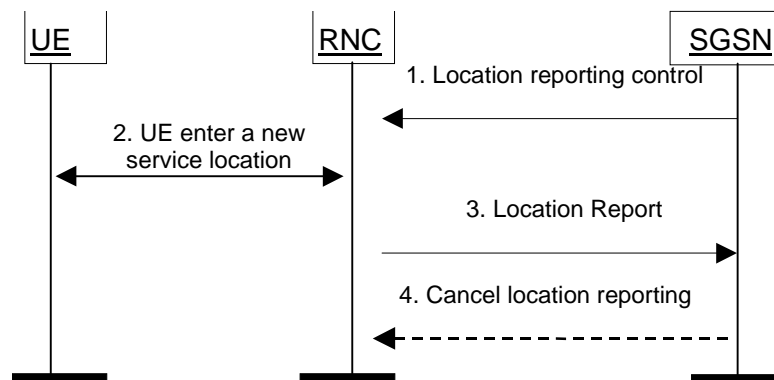 UE
RNC
SGSN
1. Location reporting control
2. UE enter a new
service location
3. Location Report
4. Cancel location reporting